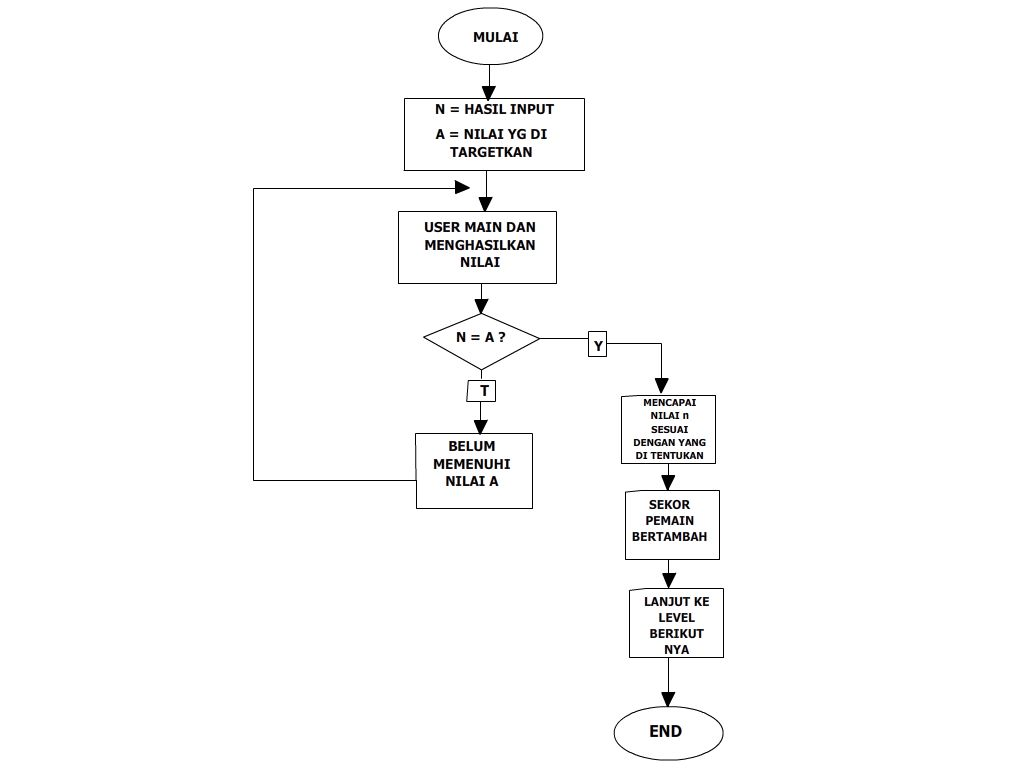 MULAI
N = HASIL INPUT
A = NILAI YG DI
TARGETKAN
USER MAIN DAN
MENGHASILKAN
NILAI
N = A ?
Y
T
MENCAPAI
NILAI n
SESUAI
DENGAN YANG
DI TENTUKAN
BELUM
MEMENUHI
NILAI A
SEKOR
PEMAIN
BERTAMBAH
LANJUT KE
LEVEL
BERIKUT
NYA
END